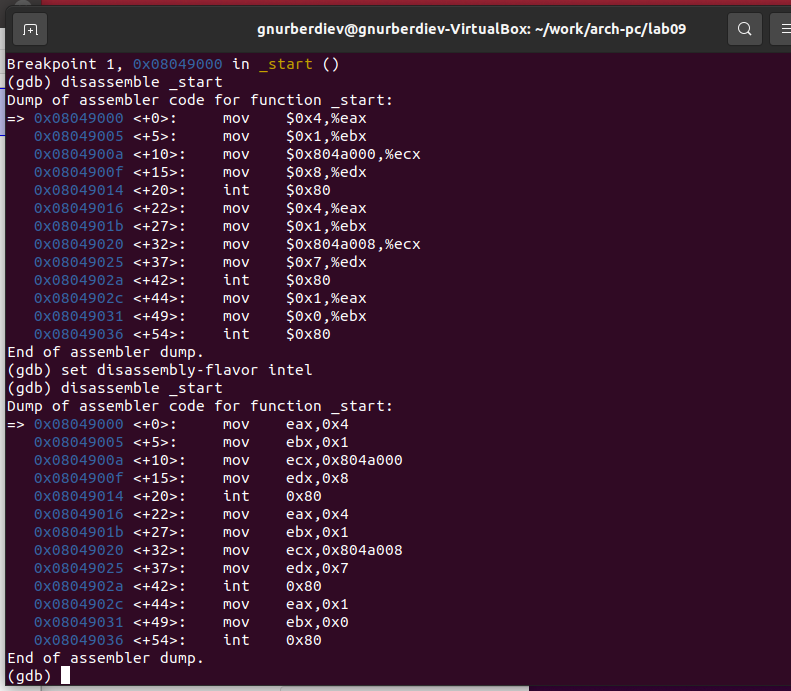 gnurberdiev@gnurberdiev-VirtualBox: ~/work/arch-pc/lab09
Breakpoint 1, 0x08049000 in _start ()
(gdb) disassemble _start
Dump of assembler code for function _start:
=> 0x08049000 <+0>:     mov    $0x4,%eax
   0x08049005 <+5>:     mov    $0x1,%ebx
   0x0804900a <+10>:    mov    $0x804a000,%ecx
   0x0804900f <+15>:    mov    $0x8,%edx
   0x08049014 <+20>:    int    $0x80
   0x08049016 <+22>:    mov    $0x4,%eax
   0x0804901b <+27>:    mov    $0x1,%ebx
   0x08049020 <+32>:    mov    $0x804a008,%ecx
   0x08049025 <+37>:    mov    $0x7,%edx
   0x0804902a <+42>:    int    $0x80
   0x0804902c <+44>:    mov    $0x1,%eax
   0x08049031 <+49>:    mov    $0x0,%ebx
   0x08049036 <+54>:    int    $0x80
End of assembler dump.
(gdb) set disassembly-flavor intel
(gdb) disassemble _start
Dump of assembler code for function _start:
=> 0x08049000 <+0>:     mov    eax,0x4
   0x08049005 <+5>:     mov    ebx,0x1
   0x0804900a <+10>:    mov    ecx,0x804a000
   0x0804900f <+15>:    mov    edx,0x8
   0x08049014 <+20>:    int    0x80
   0x08049016 <+22>:    mov    eax,0x4
   0x0804901b <+27>:    mov    ebx,0x1
   0x08049020 <+32>:    mov    ecx,0x804a008
   0x08049025 <+37>:    mov    edx,0x7
   0x0804902a <+42>:    int    0x80
   0x0804902c <+44>:    mov    eax,0x1
   0x08049031 <+49>:    mov    ebx,0x0
   0x08049036 <+54>:    int    0x80
End of assembler dump.
(gdb)